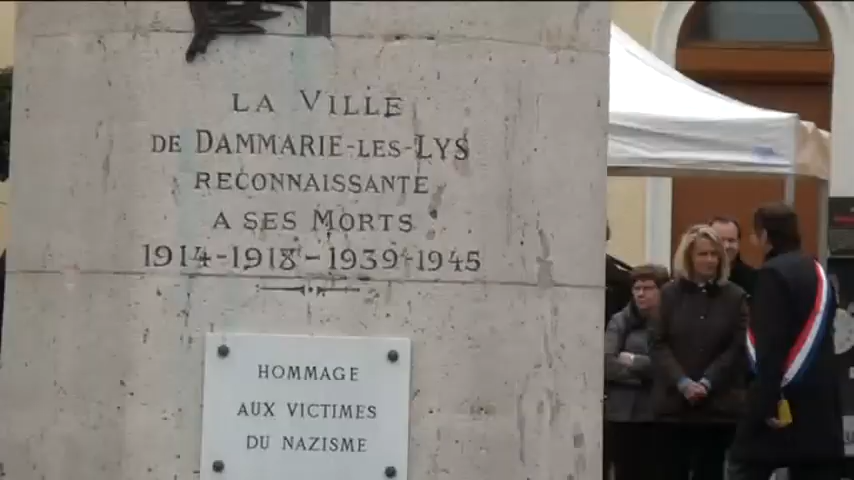 LA VILLE
DE DAMMARIE-LES-LYS
RECONNAISSANTE
A SES MORTS
1914-1918-1939-1945
HOMMAGE
AUX VICTIMES
DU NAZISME